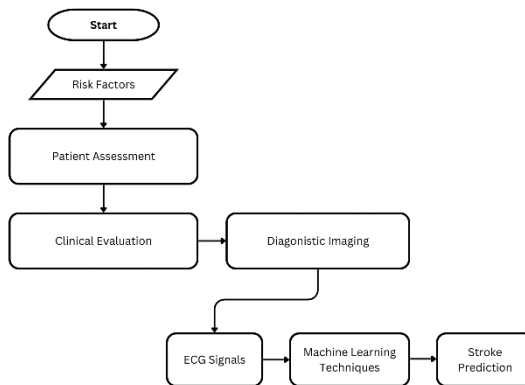 Start
Risk Factors
Patient Assessment
Clinical Evaluation
Diagonistic Imaging
ECG Signals
Machine Learning
Techniques
Stroke
Prediction